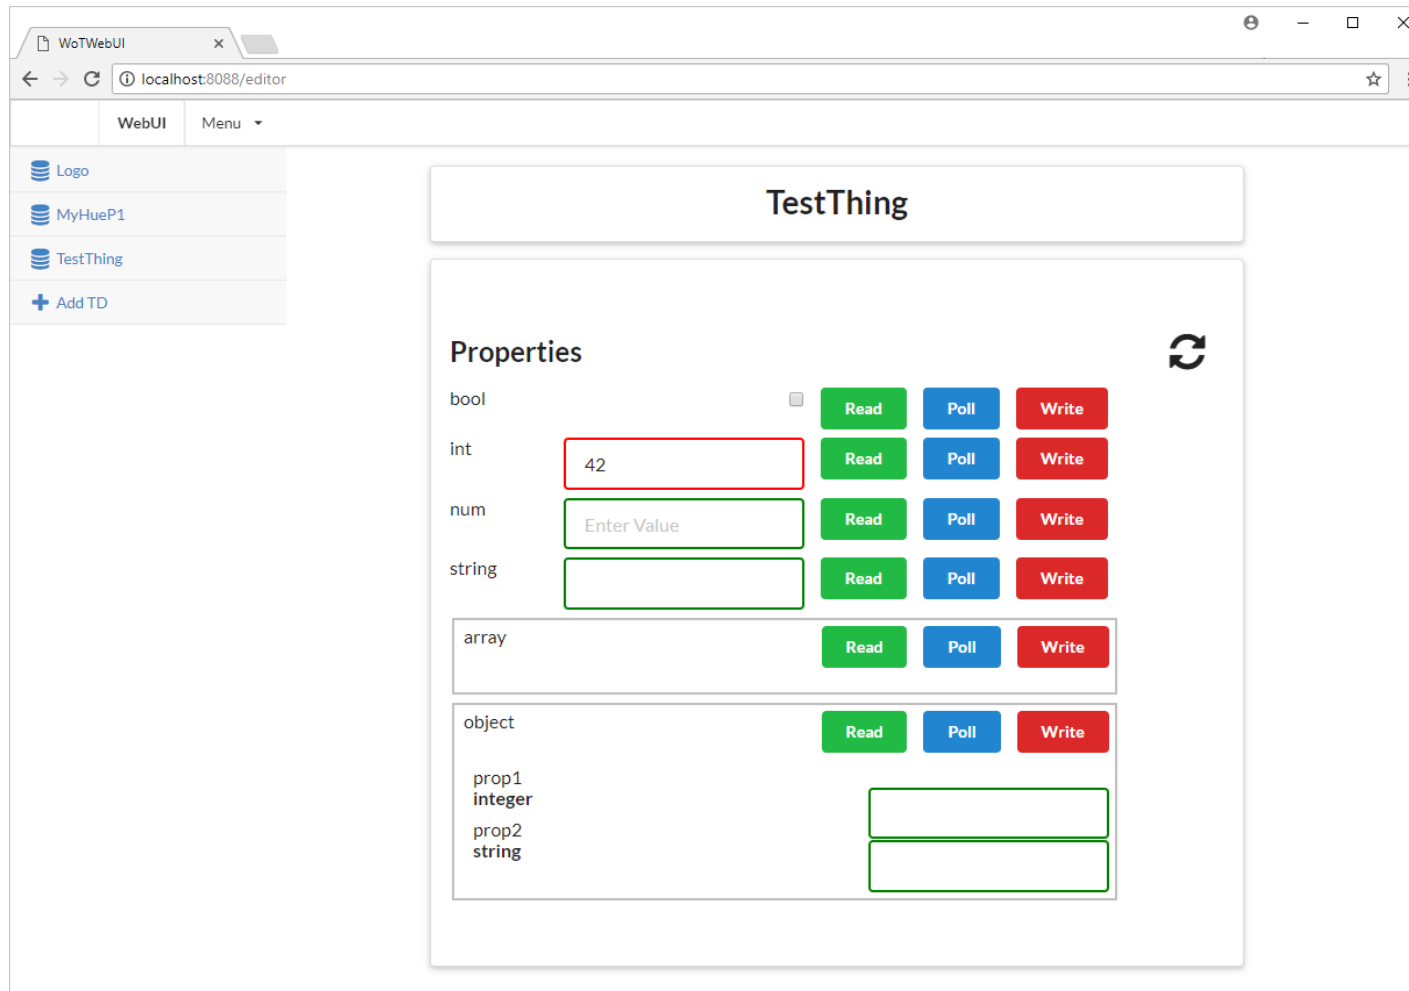 WoTWebUI
localhost:8088/editor
WebUI Menu
Logo
MyHueP1
TestThing
Add TD
TestThing
Properties
bool Read Poll Write
int 42 Read Poll Write
num Enter Value Read Poll Write
string Read Poll Write
array Read Poll Write
object Read Poll Write
prop1
integer
prop2
string